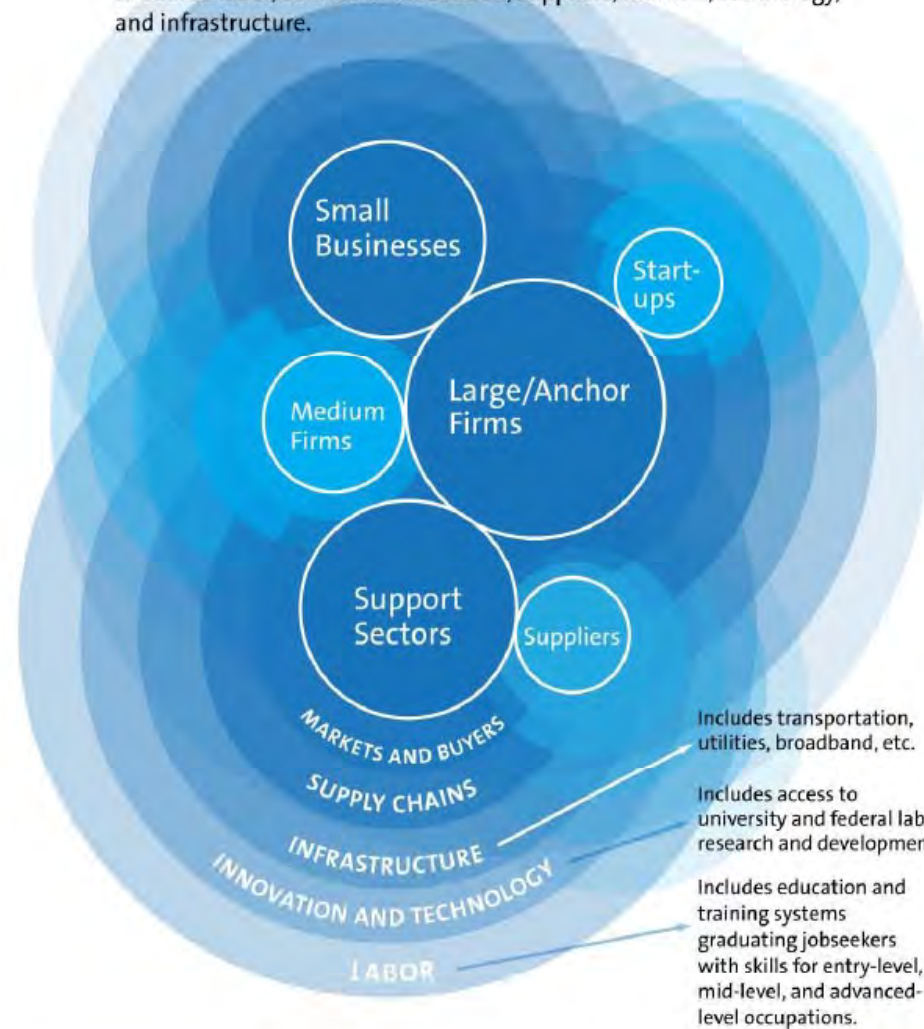 and infrastructure.
Small
Businesses
Start-
ups
Large/Anchor
Firms
Medium
Firms
Support
Sectors
Suppliers
MARKETS AND BUYERS
SUPPLY CHAINS
INFRASTRUCTURE
INNOVATION AND TECHNOLOGY
LABOR
Includes transportation,
utilities, broadband, etc.
Includes access to
university and federal lab
research and developmen
Includes education and
training systems
graduating jobseekers
with skills for entry-level,
mid-level, and advanced-
level occupations.